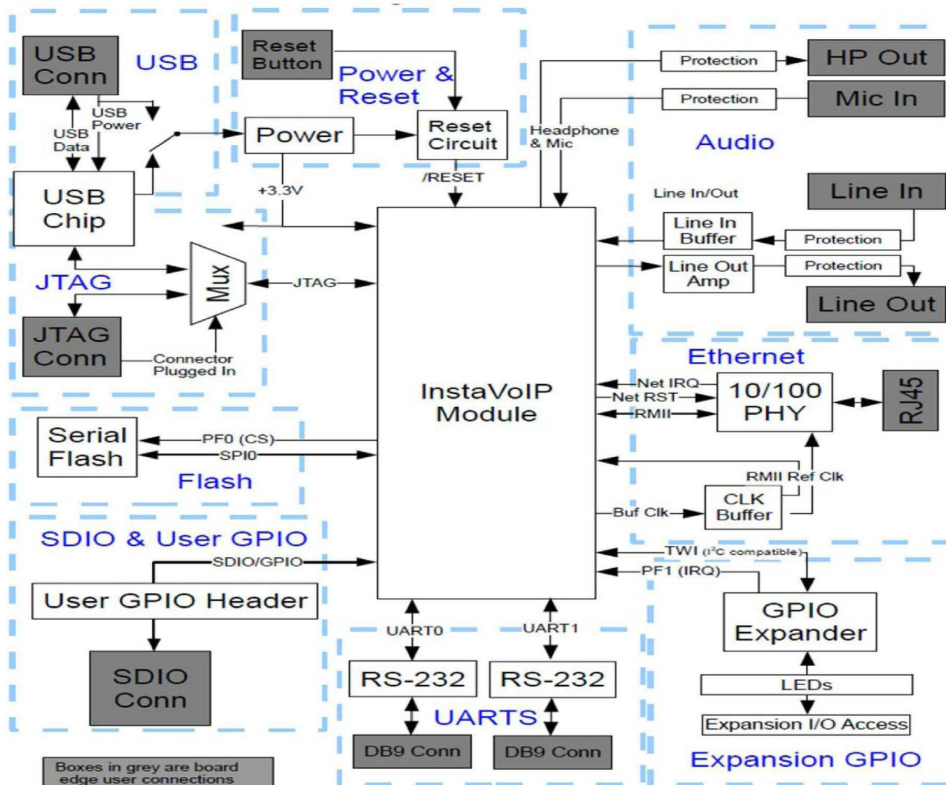 USB
Conn
USB
USB
Power
USB
Data
USB
Chip
Reset
Button
Power &
Reset
Power
Reset
Circuit
+3.3V
/RESET
Protection
HP Out
Protection
Mic In
Headphone
& Mic
Audio
Line In/Out
Line In
Line In
Buffer
Protection
Line Out
Amp
Protection
Line Out
JTAG
Mux
JTAG
JTAG
Conn
Connector
Plugged In
InstaVoIP
Module
Ethernet
Net IRQ
Net RST
RMII
10/100
PHY
RJ45
RMII Ref Clk
Buf Clk
CLK
Buffer
Serial
Flash
PF0 (CS)
SPI0
Flash
SDIO & User GPIO
SDIO/GPIO
User GPIO Header
SDIO
Conn
TWI (I²C compatible)
PF1 (IRQ)
GPIO
Expander
LEDs
Expansion I/O Access
Expansion GPIO
UART0
UART1
RS-232
RS-232
UARTS
DB9 Conn
DB9 Conn
Boxes in grey are board
edge user connections